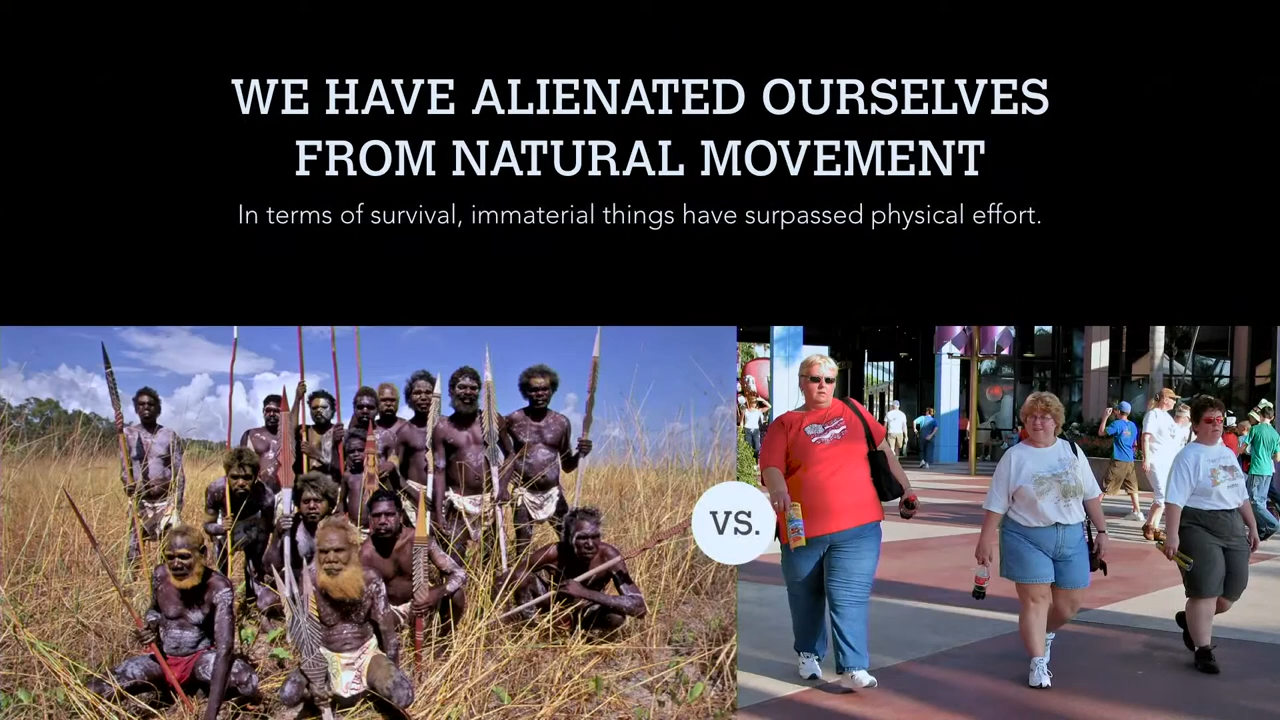 WE HAVE ALIENATED OURSELVES
FROM NATURAL MOVEMENT
In terms of survival, immaterial things have surpassed physical effort.
VS.